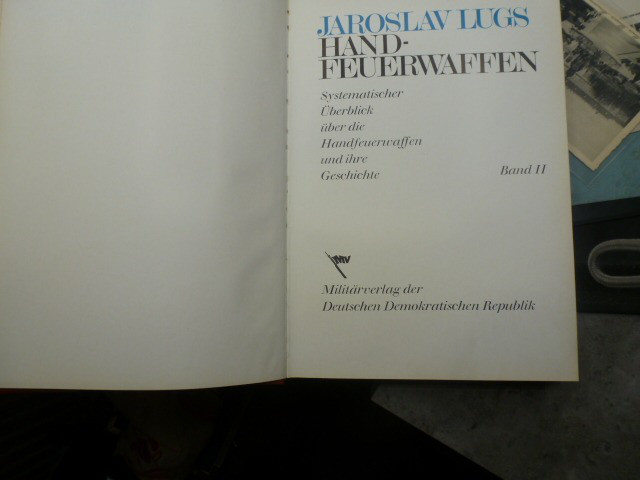 JAROSLAV LUGS
HAND-
FEUERWAFFEN
Systematischer
Überblick
über die
Handfeuerwaffen
und ihre
Geschichte Band II
MV
Militärverlag der
Deutschen Demokratischen Republik